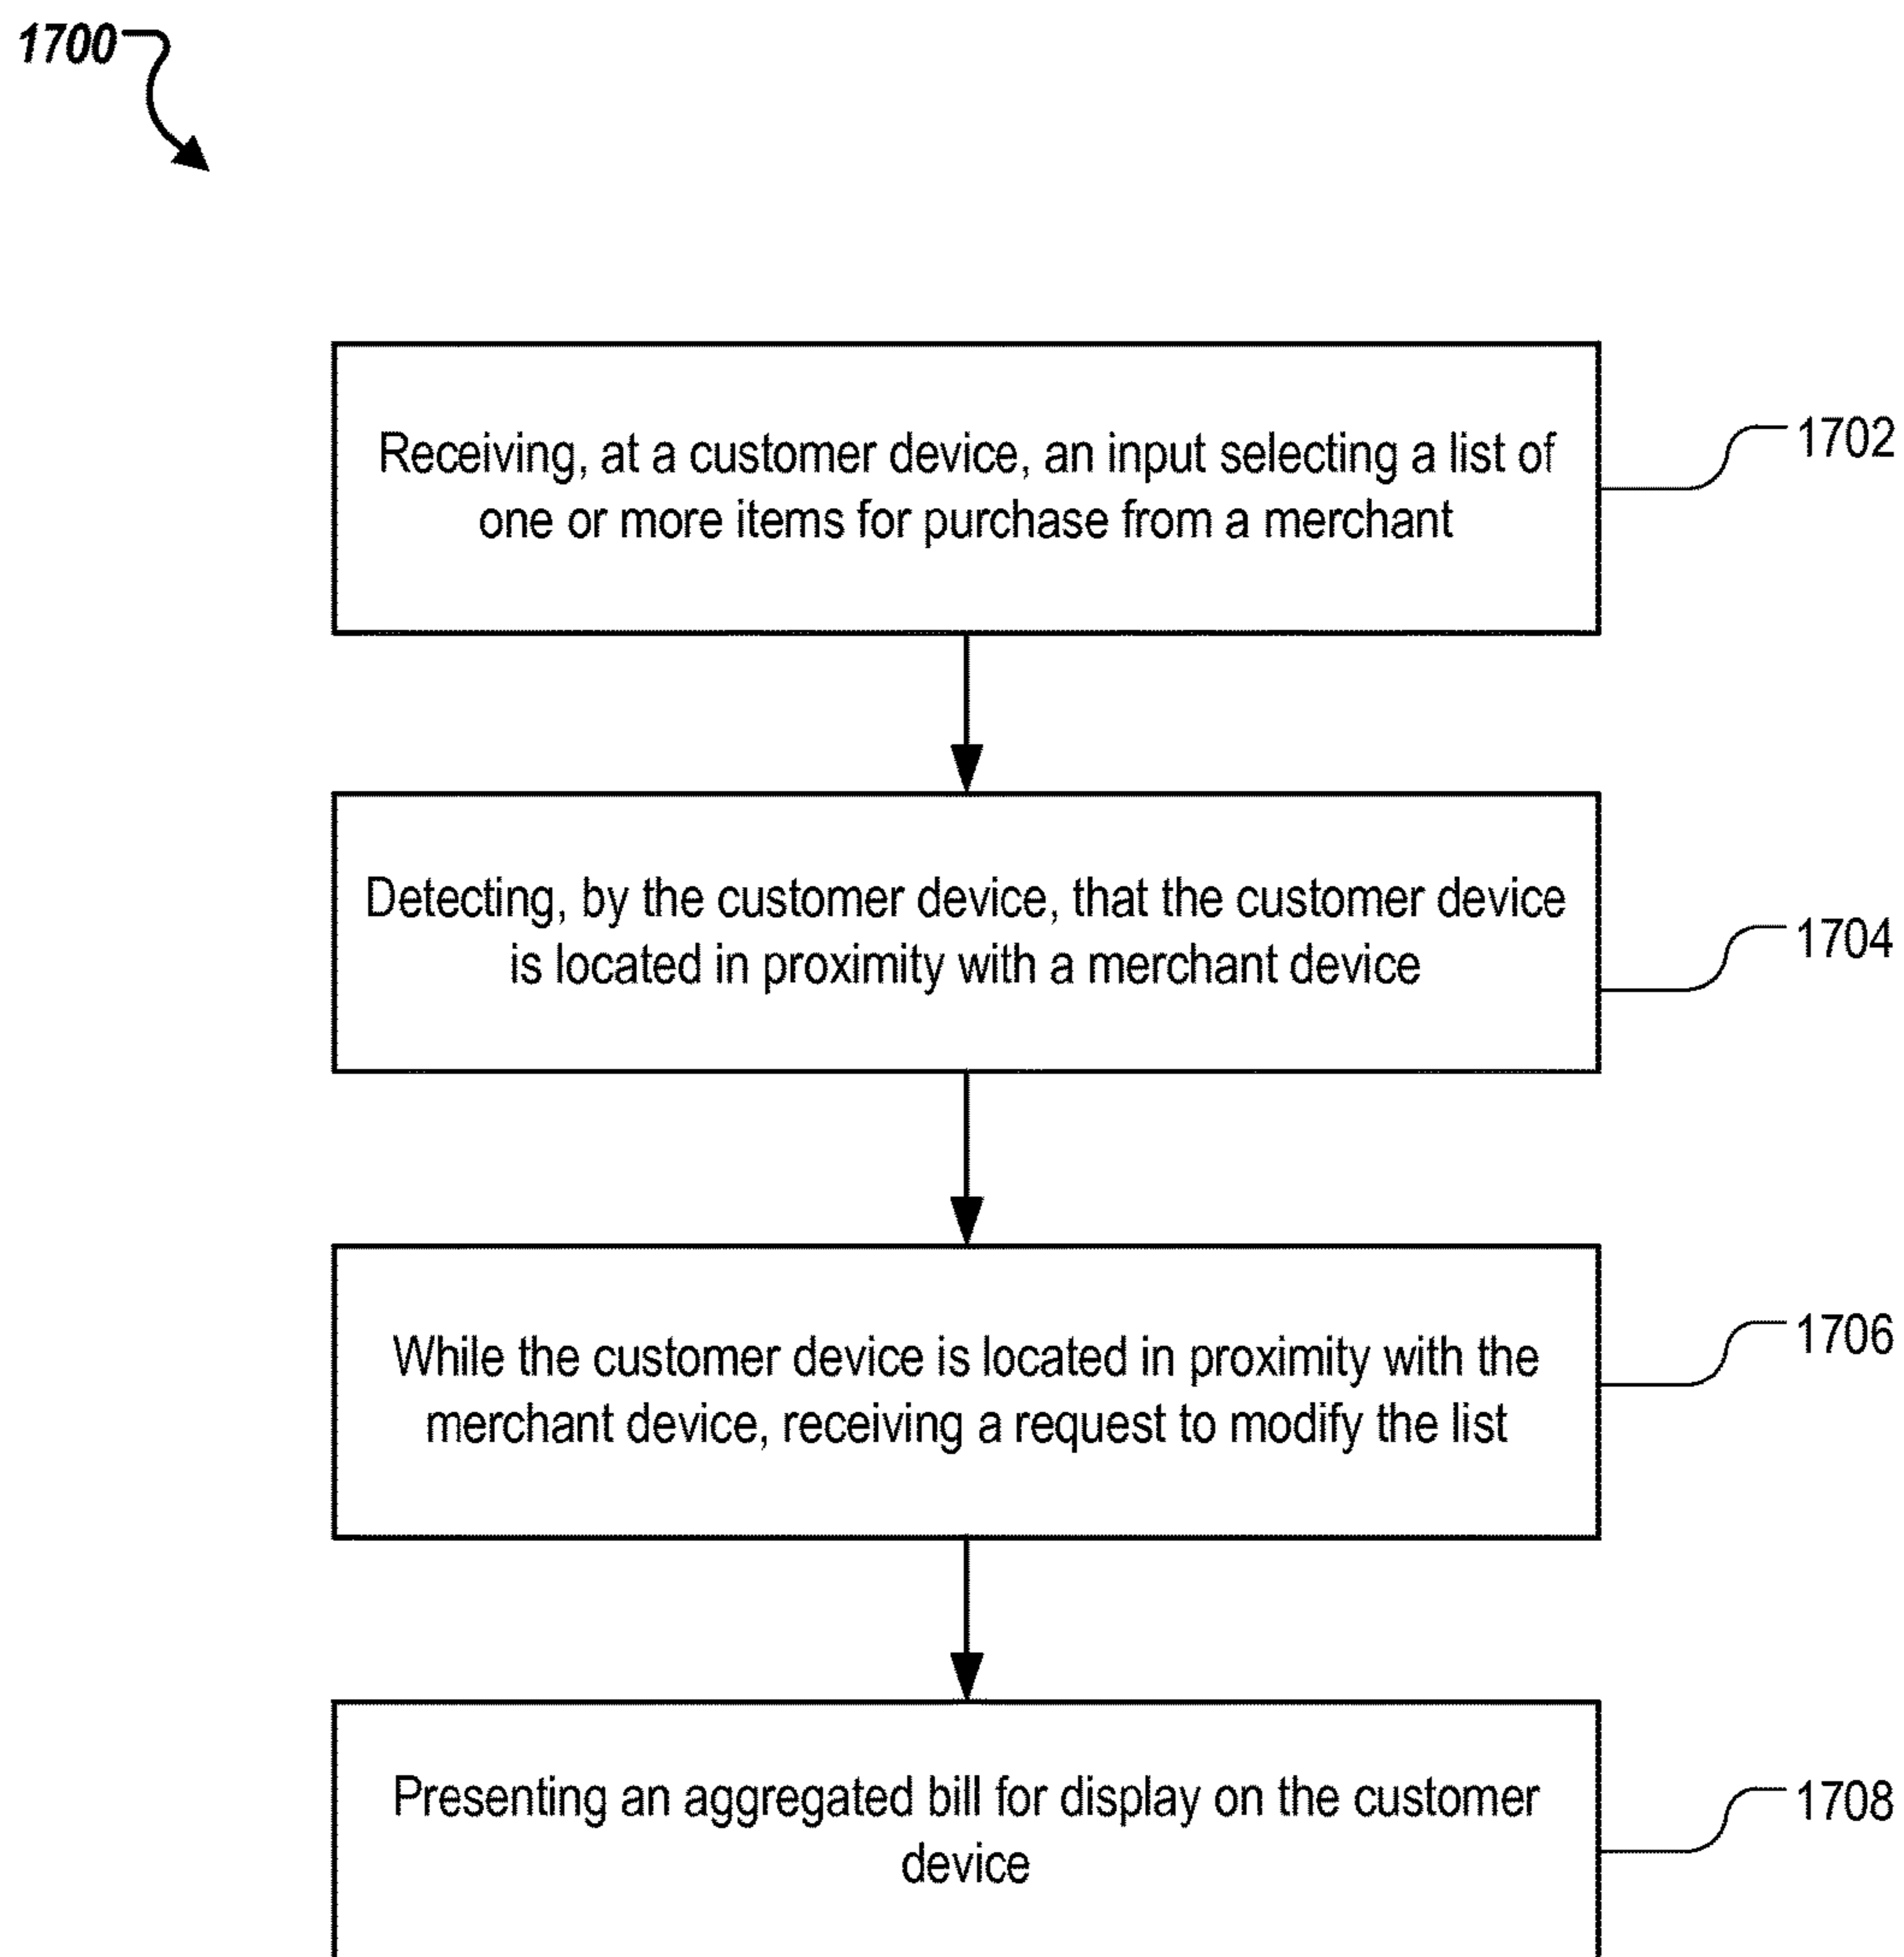 1700
Receiving, at a customer device, an input selecting a list of
one or more items for purchase from a merchant
1702
Detecting, by the customer device, that the customer device
is located in proximity with a merchant device
1704
While the customer device is located in proximity with the
merchant device, receiving a request to modify the list
1706
Presenting an aggregated bill for display on the customer
device
1708